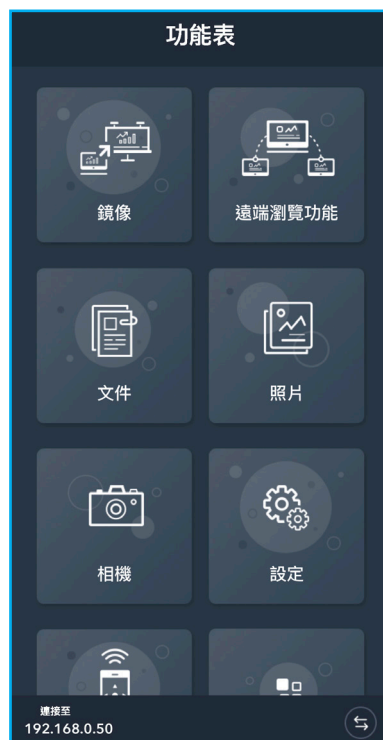 功能表
鏡像
遠端瀏覽功能
文件
照片
相機
設定
連接至
192.168.0.50